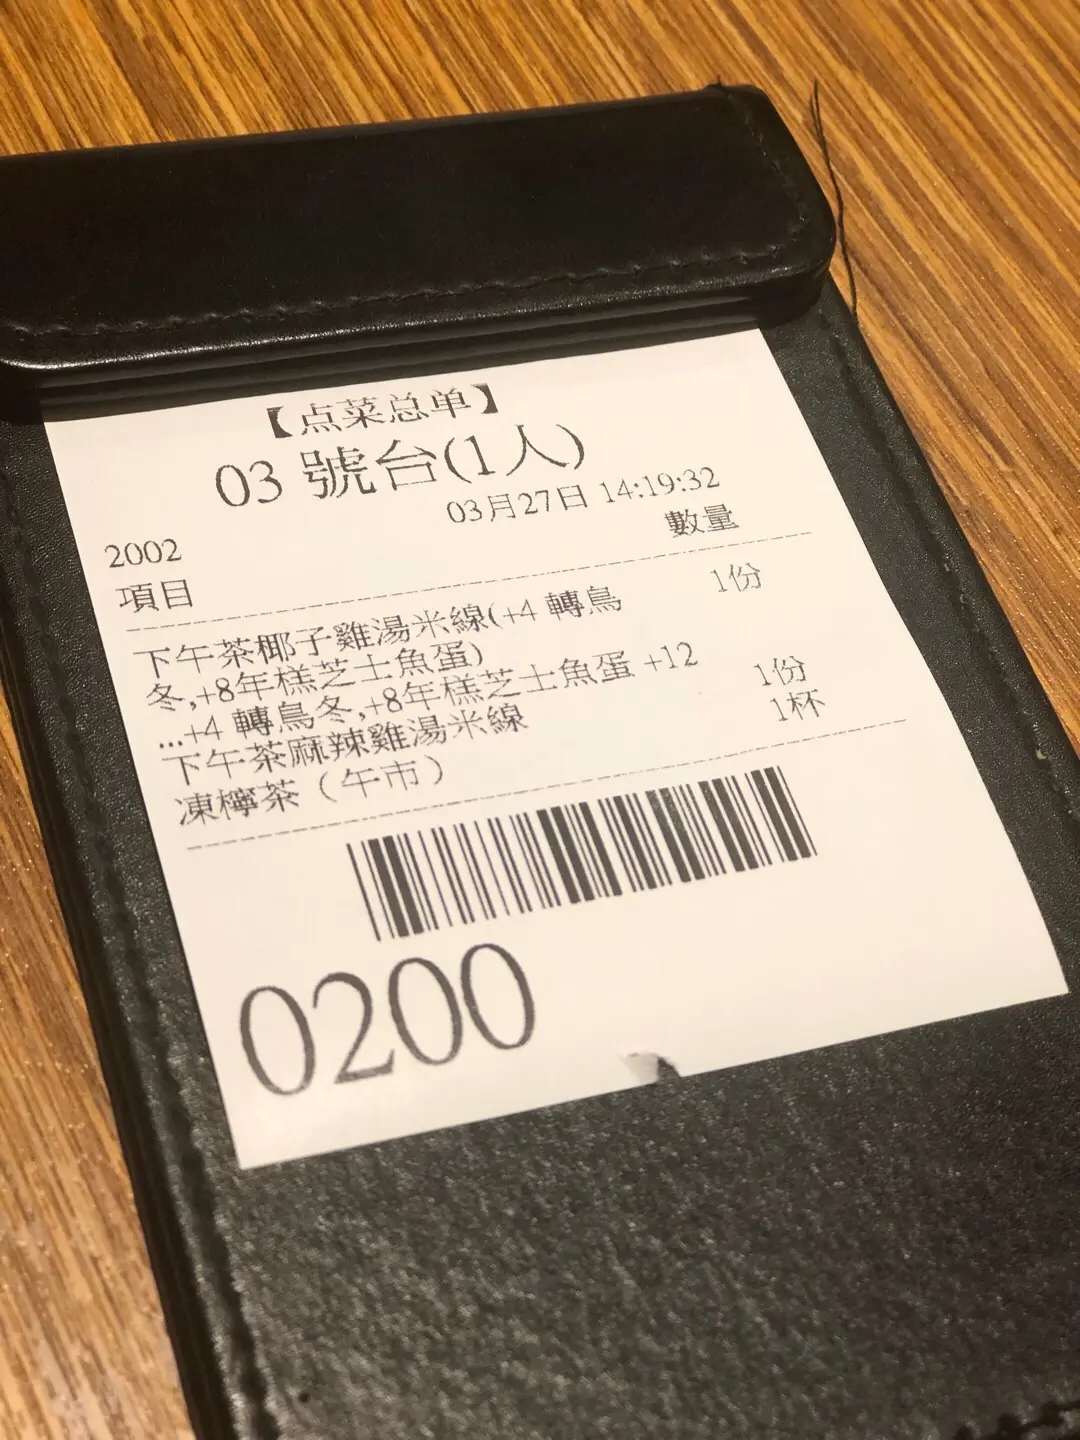 【点菜总单】
03 號台(1人)
03月27日 14:19:32
2002
項目 數量
下午茶椰子雞湯米線(+4 轉烏 1份
冬,+8年糕芝士魚蛋)
...+4 轉烏冬,+8年糕芝士魚蛋 +12
下午茶麻辣雞湯米線 1份
凍檸茶（午市） 1杯
0200